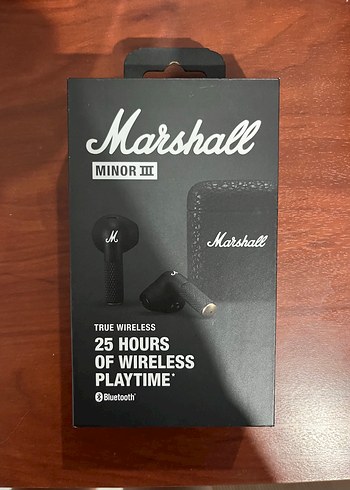 Marshall
MINOR III
M
Marshall
TRUE WIRELESS
25 HOURS
OF WIRELESS
PLAYTIME*
Bluetooth®